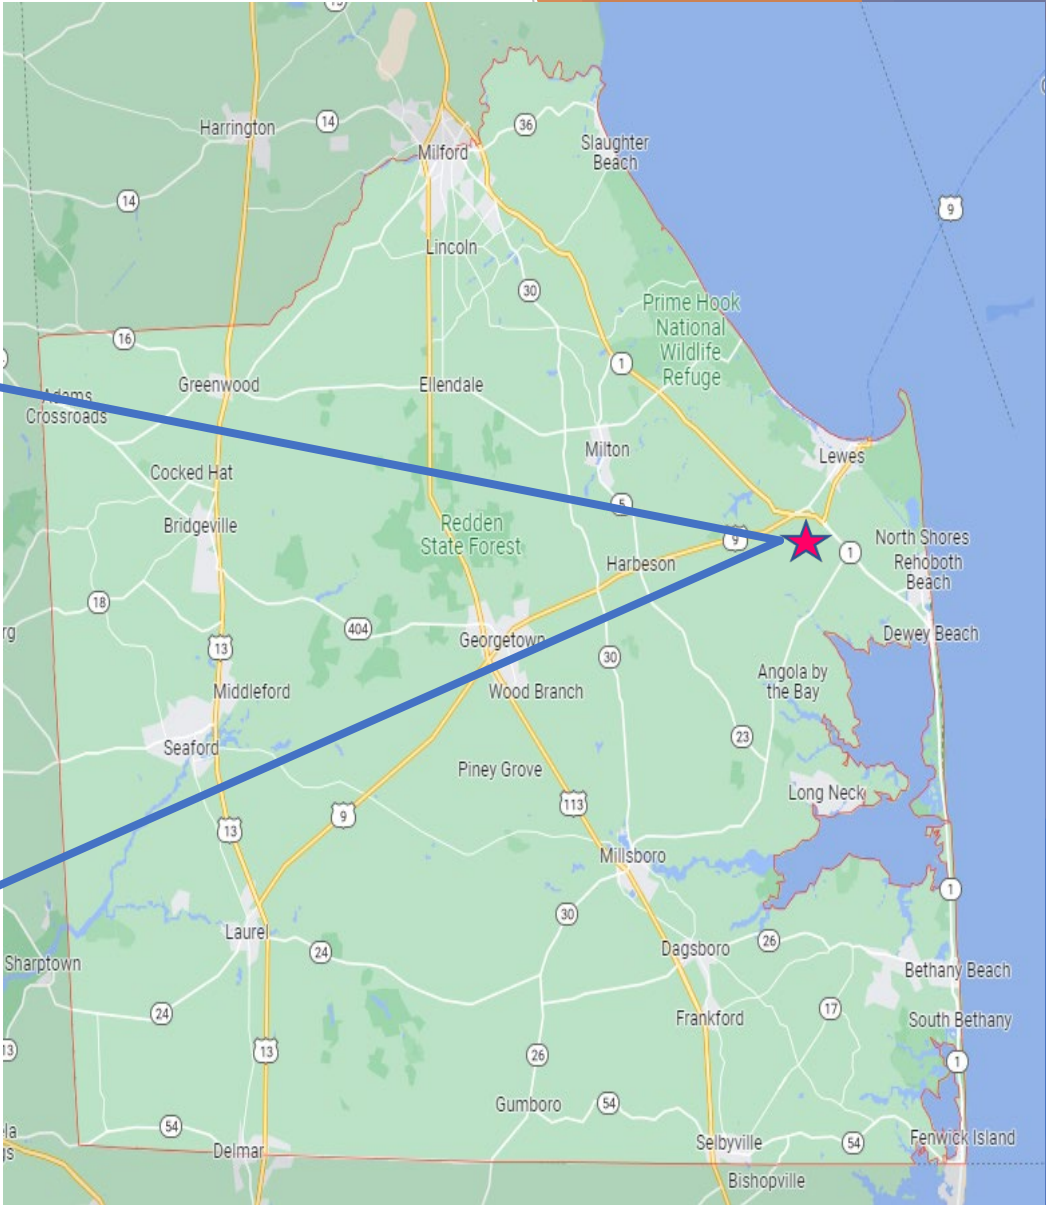 Harrington
14
36
Milford
Slaughter
Beach
14
9
Lincoln
30
Prime Hook
National
Wildlife
Refuge
16
1
Greenwood
Ellendale
Adams
Crossroads
Milton
Lewes
Cocked Hat
5
Bridgeville
Redden
State Forest
9
1
North Shores
Rehoboth
Beach
Harbeson
18
404
Georgetown
Dewey Beach
13
30
Middleford
Wood Branch
Angola by
the Bay
Seaford
23
Piney Grove
Long Neck
9
113
13
Millsboro
1
30
Laurel
24
Dagsboro
26
Sharptown
Bethany Beach
24
17
Frankford
South Bethany
13
13
26
1
Gumboro
54
54
Delmar
Selbyville
54
Fenwick Island
Bishopville